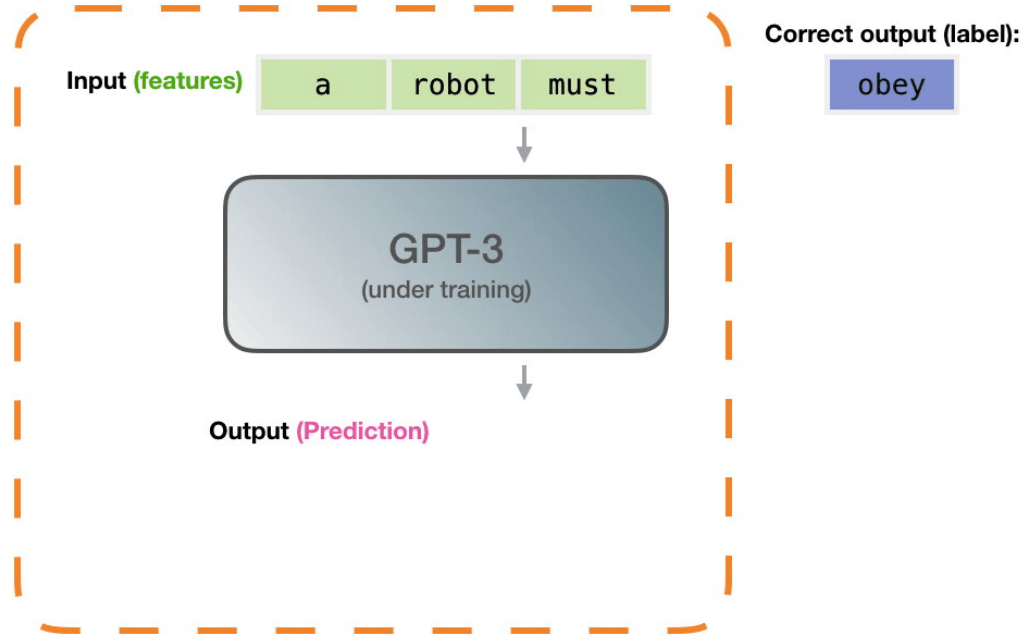 Correct output (label):
Input (features) a robot must obey
GPT-3
(under training)
Output (Prediction)